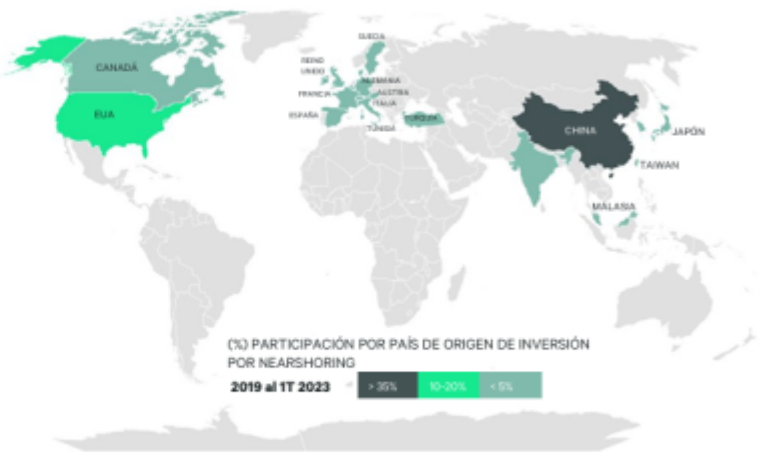 SUECIA
CANADÁ
REINO
UNIDO
ALEMANIA
FRANCIA
AUSTRIA
ITALIA
EUA
ESPAÑA
TURQUÍA
TÚNEZ
CHINA
JAPÓN
TAIWAN
MALASIA
(%) PARTICIPACIÓN POR PAÍS DE ORIGEN DE INVERSIÓN
POR NEARSHORING
2019 al 1T 2023
> 35%
10-20%
< 5%